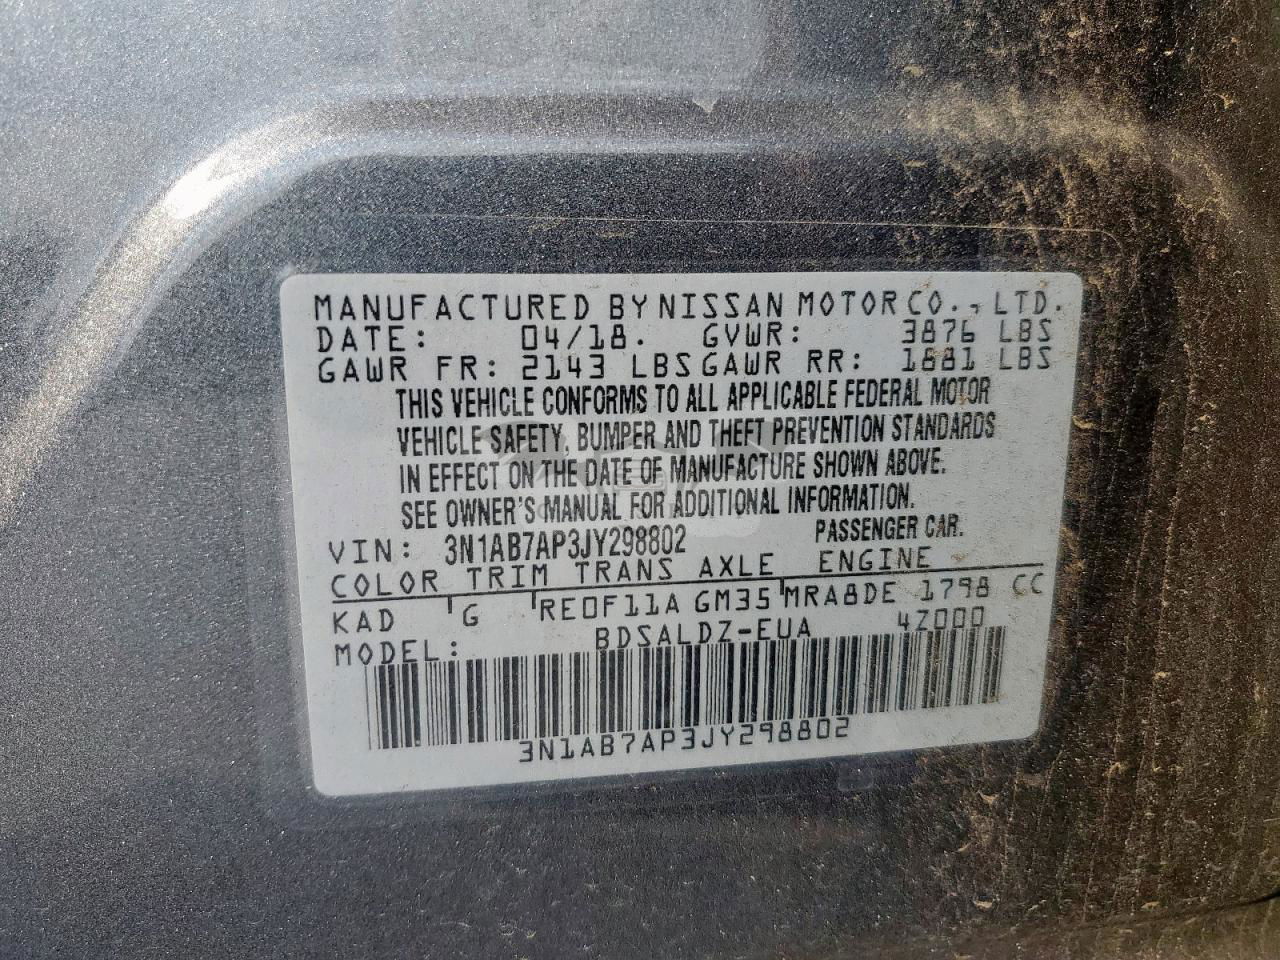 MANUFACTURED BY NISSAN MOTOR CO., LTD.
DATE: 04/18. GVWR: 3876 LBS
GAWR FR: 2143 LBS GAWR RR: 1881 LBS
THIS VEHICLE CONFORMS TO ALL APPLICABLE FEDERAL MOTOR
VEHICLE SAFETY, BUMPER AND THEFT PREVENTION STANDARDS
IN EFFECT ON THE DATE OF MANUFACTURE SHOWN ABOVE.
SEE OWNER'S MANUAL FOR ADDITIONAL INFORMATION.
VIN: 3N1AB7AP3JY298802 PASSENGER CAR.
COLOR TRIM TRANS AXLE ENGINE
KAD G RE0F11A GM35 MRA8DE 1798 CC
MODEL: BDSALDZ-EUA 4Z000
3N1AB7AP3JY298802